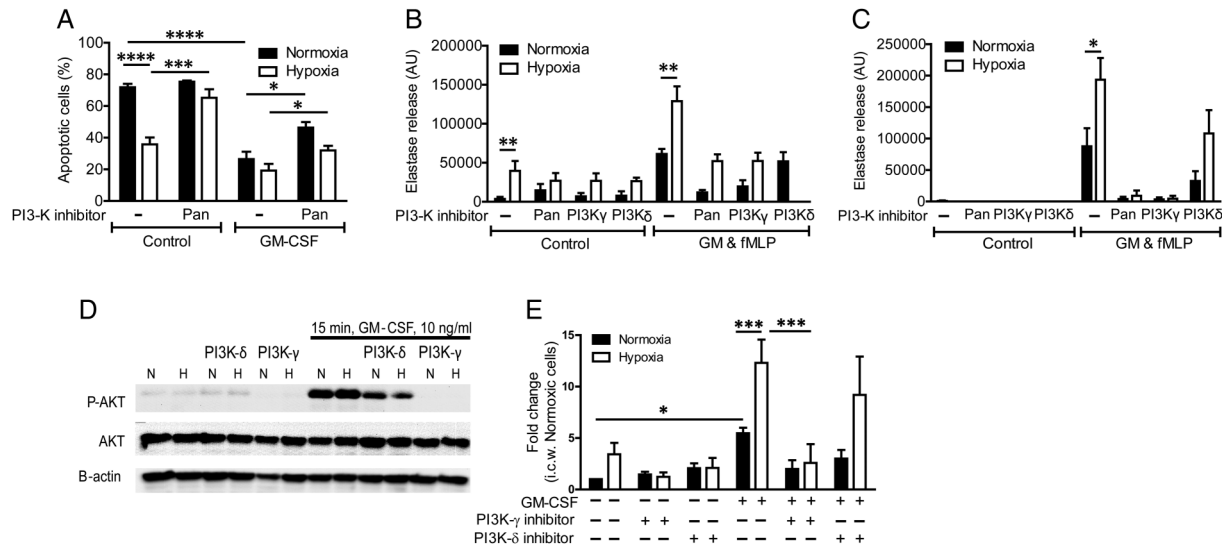 A
****
Normoxia
Hypoxia
**** ***
*
*
Apoptotic cells (%)
100
80
60
40
20
0
PI3-K inhibitor – Pan – Pan
Control GM-CSF
B
Normoxia
Hypoxia
**
**
Elastase release (AU)
200000
150000
100000
50000
0
PI3-K inhibitor – Pan PI3Kγ PI3Kδ – Pan PI3Kγ PI3Kδ
Control GM & fMLP
C
Normoxia
Hypoxia
*
Elastase release (AU)
250000
200000
150000
100000
50000
0
PI3-K inhibitor – Pan PI3Kγ PI3Kδ – Pan PI3Kγ PI3Kδ
Control GM & fMLP
D
15 min, GM-CSF, 10 ng/ml
PI3K-δ PI3K-γ PI3K-δ PI3K-γ
N H N H N H N H N H N H
P-AKT
AKT
B-actin
E
Normoxia
Hypoxia
*** ***
*
Fold change
(i.c.w. Normoxic cells)
15
10
5
0
GM-CSF – – – – – – + + + + + +
PI3K-γ inhibitor – – + + – – – – + + – –
PI3K-δ inhibitor – – – – + + – – – – + +